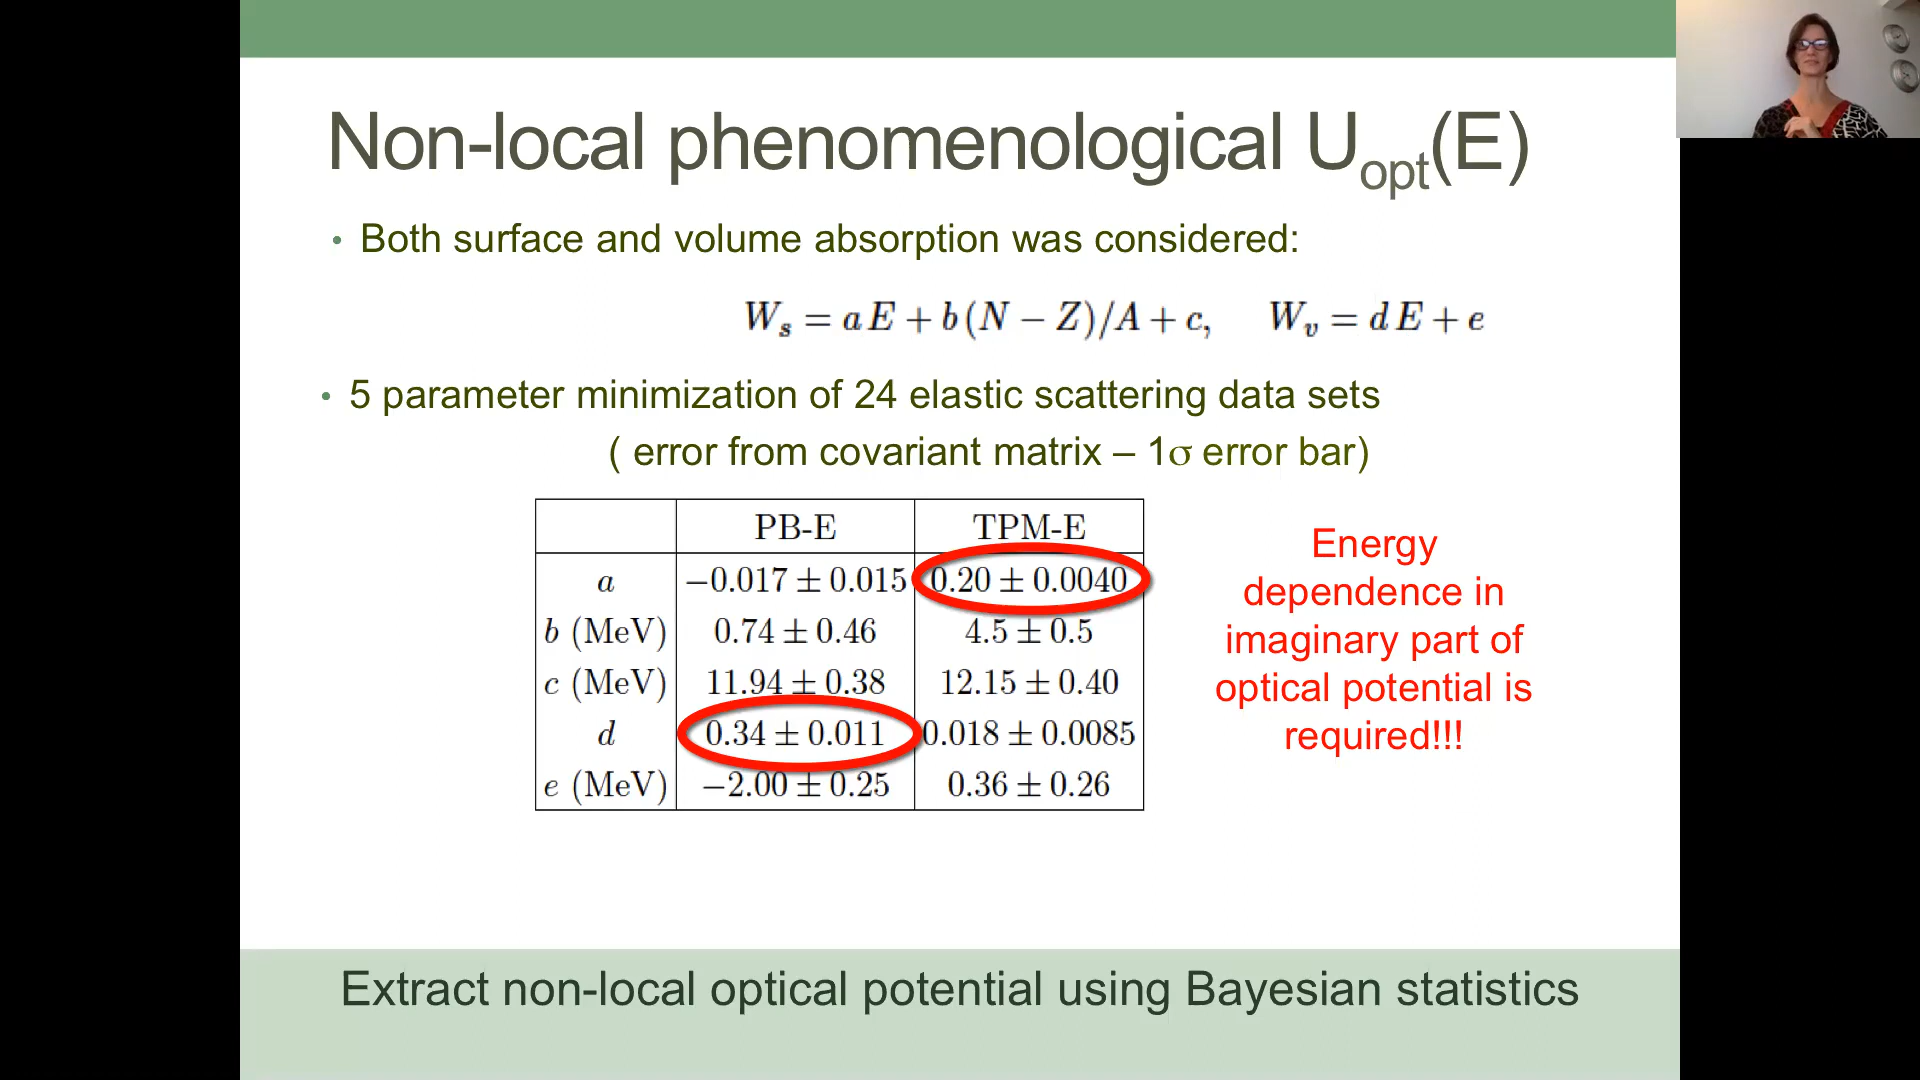 Non-local phenomenological U_opt(E)
• Both surface and volume absorption was considered:
W_s = a E + b (N − Z)/A + c, W_v = d E + e
• 5 parameter minimization of 24 elastic scattering data sets
( error from covariant matrix – 1σ error bar)
PB-E TPM-E
a −0.017 ± 0.015 0.20 ± 0.0040
b (MeV) 0.74 ± 0.46 4.5 ± 0.5
c (MeV) 11.94 ± 0.38 12.15 ± 0.40
d 0.34 ± 0.011 0.018 ± 0.0085
e (MeV) −2.00 ± 0.25 0.36 ± 0.26
Energy
dependence in
imaginary part of
optical potential is
required!!!
Extract non-local optical potential using Bayesian statistics